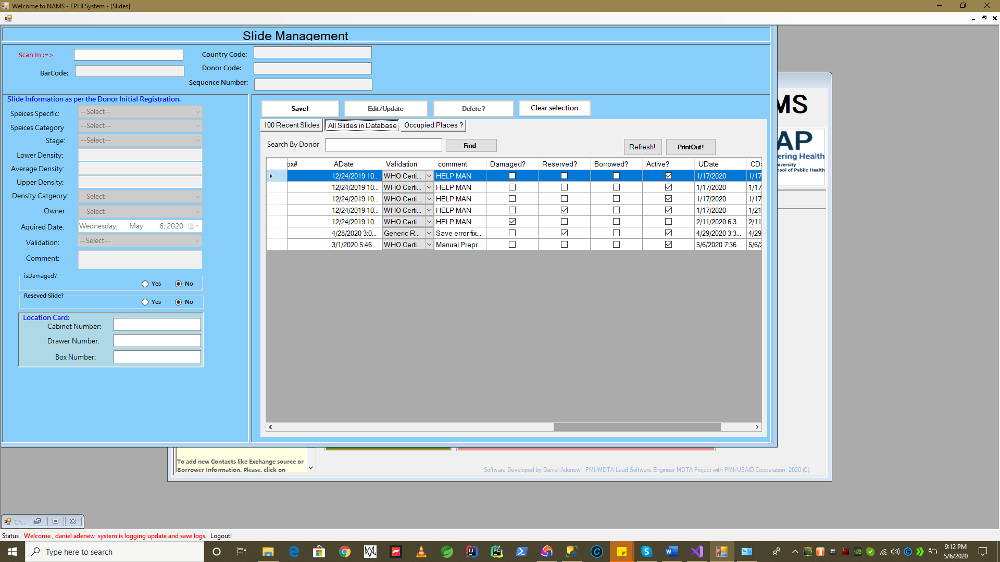 Welcome to NAMS - EPHI System - [Slides]
Slide Management
Scan In :=>
BarCode:
Country Code:
Donor Code:
Sequence Number:
Slide Information as per the Donor Initial Registration.
Speices Specific:
--Select--
Speices Category
--Select--
Stage:
--Select--
Lower Density:
Average Density:
Upper Density:
Density Catgeory:
--Select--
Owner
--Select--
Aquired Date:
Wednesday, May 6, 2020
Validation:
--Select--
Comment:
isDamaged?
Yes No
Reseved Slide?
Yes No
Location Card:
Cabinet Number:
Drawer Number:
Box Number:
Save! Edit/Update Delete? Clear selection
100 Recent Slides All Slides in Database Occupied Places ?
Search By Donor Find Refresh! PrintOut!
ox# ADate Validation comment Damaged? Reserved? Borrowed? Active? UDate CDa
12/24/2019 10... WHO Certi... HELP MAN 1/17/2020 1/17
12/24/2019 10... WHO Certi... HELP MAN 1/17/2020 1/17
12/24/2019 10... WHO Certi... HELP MAN 1/17/2020 1/17
12/24/2019 10... WHO Certi... HELP MAN 1/17/2020 1/21
12/24/2019 10... WHO Certi... HELP MAN 2/11/2020 6:3... 2/11
4/28/2020 3:0... Generic R... Save error fix... 4/29/2020 3:3... 4/29
3/1/2020 5:46 ... WHO Certi... Manual Prepr... 5/6/2020 7:36 ... 5/6/2
MS
AP
ering Health
iversity
ool of Public Health
To add new Contacts like Exchange source or
Borrower Information. Please. click on
Software Developed by Daniel Adenew , PMI/MDTA Lead Software Engineer MDTA Project with PMI/USAID Cooperation, 2020 (C).
Ch...
Status Welcome , daniel adenew system is logging update and save logs. Logout!
Type here to search
9:12 PM
5/6/2020